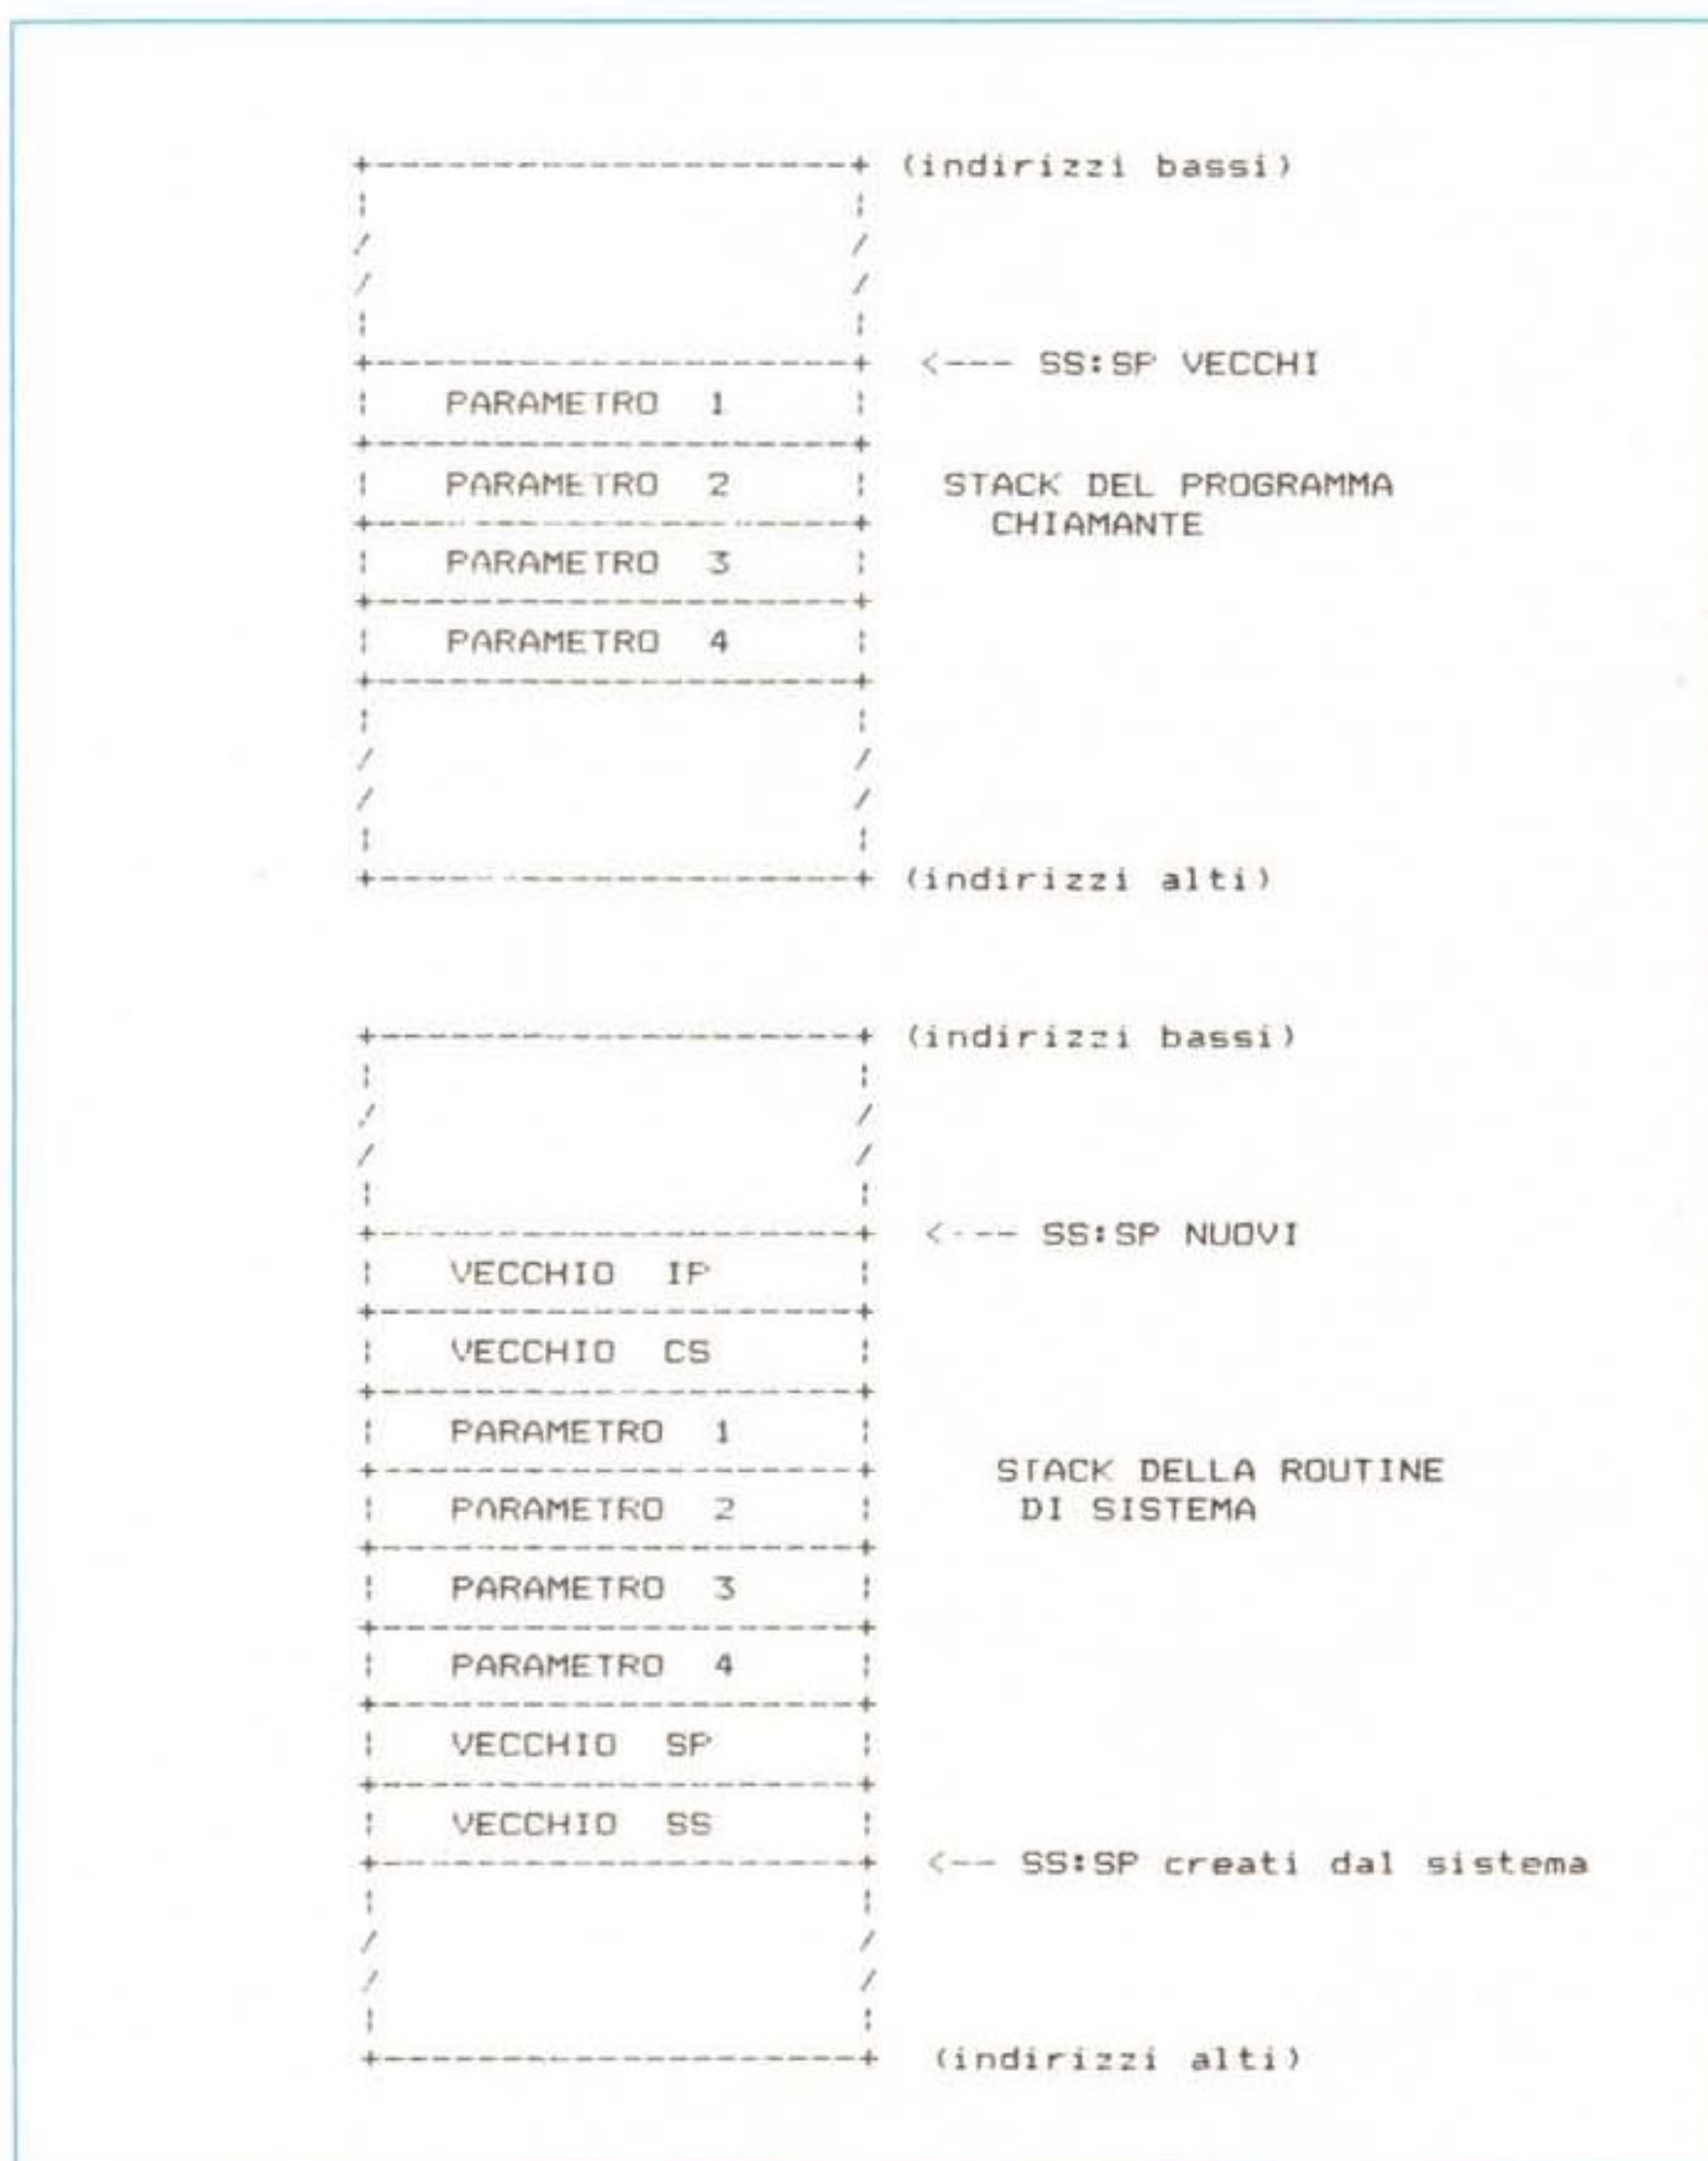 (indirizzi bassi)
<--- SS:SP VECCHI
PARAMETRO 1
PARAMETRO 2
STACK DEL PROGRAMMA
CHIAMANTE
PARAMETRO 3
PARAMETRO 4
(indirizzi alti)
(indirizzi bassi)
<--- SS:SP NUOVI
VECCHIO IP
VECCHIO CS
PARAMETRO 1
STACK DELLA ROUTINE
PARAMETRO 2
DI SISTEMA
PARAMETRO 3
PARAMETRO 4
VECCHIO SP
VECCHIO SS
<-- SS:SP creati dal sistema
(indirizzi alti)